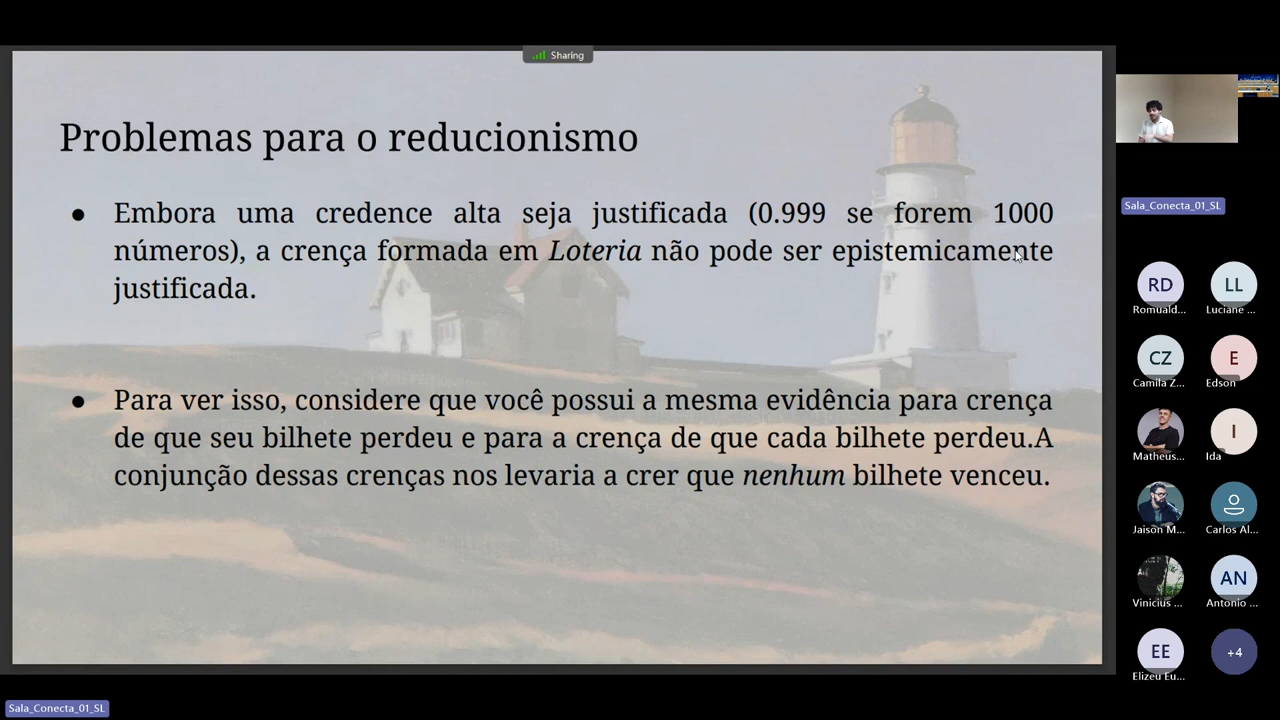 Sharing
Problemas para o reducionismo
● Embora uma credence alta seja justificada (0.999 se forem 1000
números), a crença formada em Loteria não pode ser epistemicamente
justificada.
● Para ver isso, considere que você possui a mesma evidência para crença
de que seu bilhete perdeu e para a crença de que cada bilhete perdeu.A
conjunção dessas crenças nos levaria a crer que nenhum bilhete venceu.
Sala_Conecta_01_SL
RD LL
Romuald... Luciane ...
CZ E
Camila Z... Edson
I
Matheus... Ida
Jaison M... Carlos Al...
AN
Vinicius ... Antonio ...
EE +4
Elizeu Eu...
Sala_Conecta_01_SL